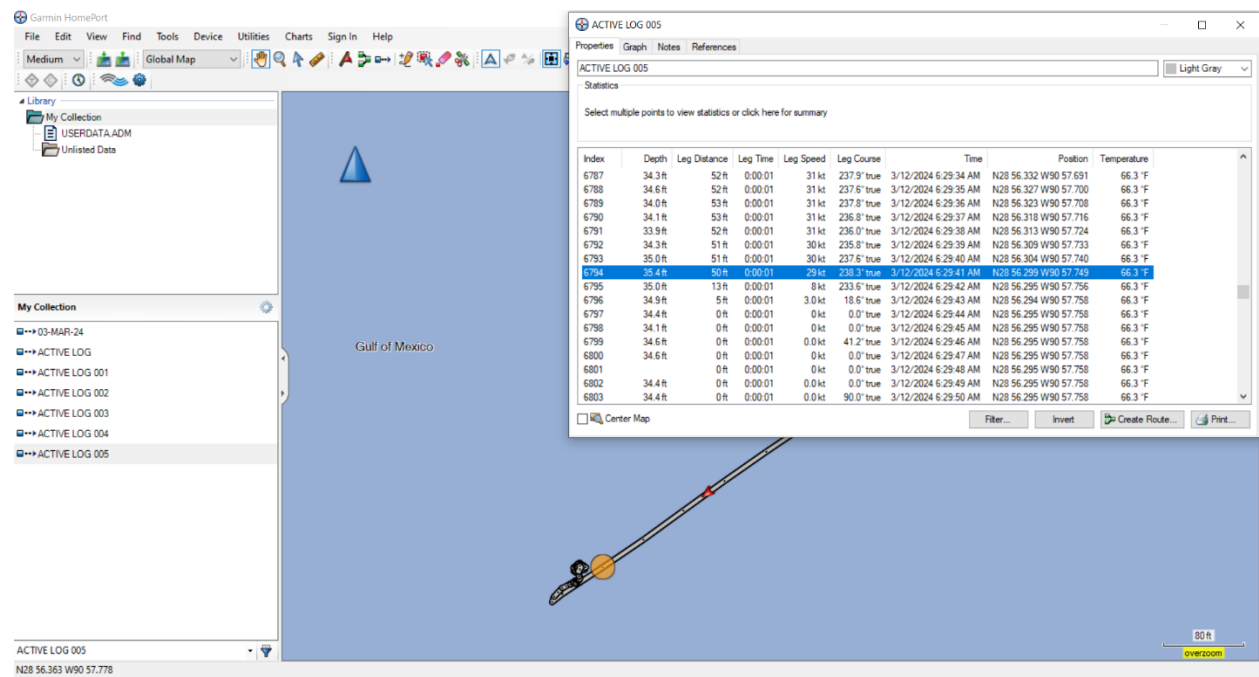 Garmin HomePort
File Edit View Find Tools Device Utilities Charts Sign In Help
Medium Global Map
Library
My Collection
USERDATA.ADM
Unlisted Data
My Collection
03-MAR-24
ACTIVE LOG
ACTIVE LOG 001
ACTIVE LOG 002
ACTIVE LOG 003
ACTIVE LOG 004
ACTIVE LOG 005
ACTIVE LOG 005
N28 56.363 W90 57.778
Gulf of Mexico
ACTIVE LOG 005
Properties Graph Notes References
ACTIVE LOG 005 Light Gray
Statistics
Select multiple points to view statistics or click here for summary
Index Depth Leg Distance Leg Time Leg Speed Leg Course Time Position Temperature
6787 34.3 ft 52 ft 0:00:01 31 kt 237.9° true 3/12/2024 6:29:34 AM N28 56.332 W90 57.691 66.3 °F
6788 34.6 ft 52 ft 0:00:01 31 kt 237.6° true 3/12/2024 6:29:35 AM N28 56.327 W90 57.700 66.3 °F
6789 34.0 ft 53 ft 0:00:01 31 kt 237.8° true 3/12/2024 6:29:36 AM N28 56.323 W90 57.708 66.3 °F
6790 34.1 ft 53 ft 0:00:01 31 kt 236.8° true 3/12/2024 6:29:37 AM N28 56.318 W90 57.716 66.3 °F
6791 33.9 ft 52 ft 0:00:01 31 kt 236.0° true 3/12/2024 6:29:38 AM N28 56.313 W90 57.724 66.3 °F
6792 34.3 ft 51 ft 0:00:01 30 kt 235.8° true 3/12/2024 6:29:39 AM N28 56.309 W90 57.733 66.3 °F
6793 35.0 ft 51 ft 0:00:01 30 kt 237.6° true 3/12/2024 6:29:40 AM N28 56.304 W90 57.740 66.3 °F
6794 35.4 ft 50 ft 0:00:01 29 kt 238.3° true 3/12/2024 6:29:41 AM N28 56.299 W90 57.749 66.3 °F
6795 35.0 ft 13 ft 0:00:01 8 kt 233.6° true 3/12/2024 6:29:42 AM N28 56.295 W90 57.756 66.3 °F
6796 34.9 ft 5 ft 0:00:01 3.0 kt 18.6° true 3/12/2024 6:29:43 AM N28 56.294 W90 57.758 66.3 °F
6797 34.4 ft 0 ft 0:00:01 0 kt 0.0° true 3/12/2024 6:29:44 AM N28 56.295 W90 57.758 66.3 °F
6798 34.1 ft 0 ft 0:00:01 0 kt 0.0° true 3/12/2024 6:29:45 AM N28 56.295 W90 57.758 66.3 °F
6799 34.6 ft 0 ft 0:00:01 0.0 kt 41.2° true 3/12/2024 6:29:46 AM N28 56.295 W90 57.758 66.3 °F
6800 34.6 ft 0 ft 0:00:01 0 kt 0.0° true 3/12/2024 6:29:47 AM N28 56.295 W90 57.758 66.3 °F
6801 0 ft 0:00:01 0 kt 0.0° true 3/12/2024 6:29:48 AM N28 56.295 W90 57.758 66.3 °F
6802 34.4 ft 0 ft 0:00:01 0.0 kt 0.0° true 3/12/2024 6:29:49 AM N28 56.295 W90 57.758 66.3 °F
6803 34.4 ft 0 ft 0:00:01 0.0 kt 90.0° true 3/12/2024 6:29:50 AM N28 56.295 W90 57.758 66.3 °F
Center Map Filter... Invert Create Route... Print...
80 ft
overzoom